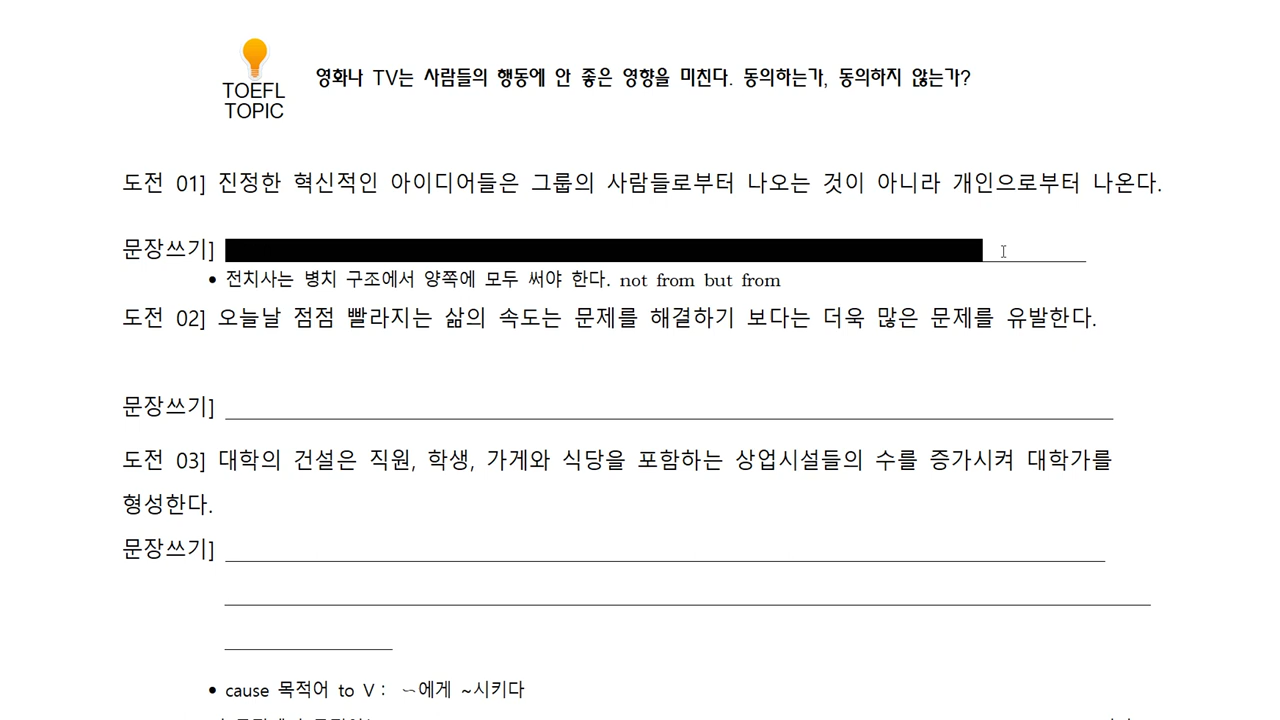 영화나 TV는 사람들의 행동에 안 좋은 영향을 미친다. 동의하는가, 동의하지 않는가?
TOEFL
TOPIC
도전 01] 진정한 혁신적인 아이디어들은 그룹의 사람들로부터 나오는 것이 아니라 개인으로부터 나온다.
문장쓰기]
• 전치사는 병치 구조에서 양쪽에 모두 써야 한다. not from but from
도전 02] 오늘날 점점 빨라지는 삶의 속도는 문제를 해결하기 보다는 더욱 많은 문제를 유발한다.
문장쓰기]
도전 03] 대학의 건설은 직원, 학생, 가게와 식당을 포함하는 상업시설들의 수를 증가시켜 대학가를
형성한다.
문장쓰기]
• cause 목적어 to V : ~에게 ~시키다